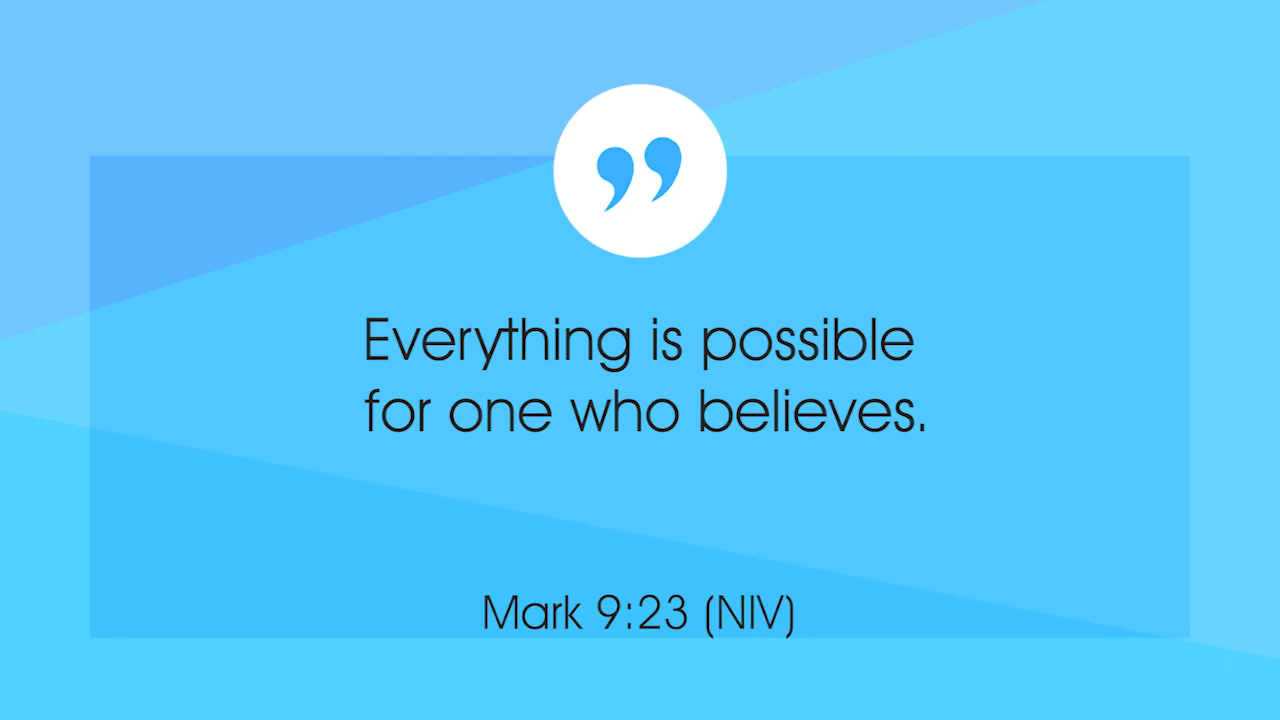 ”
Everything is possible
for one who believes.
Mark 9:23 (NIV)